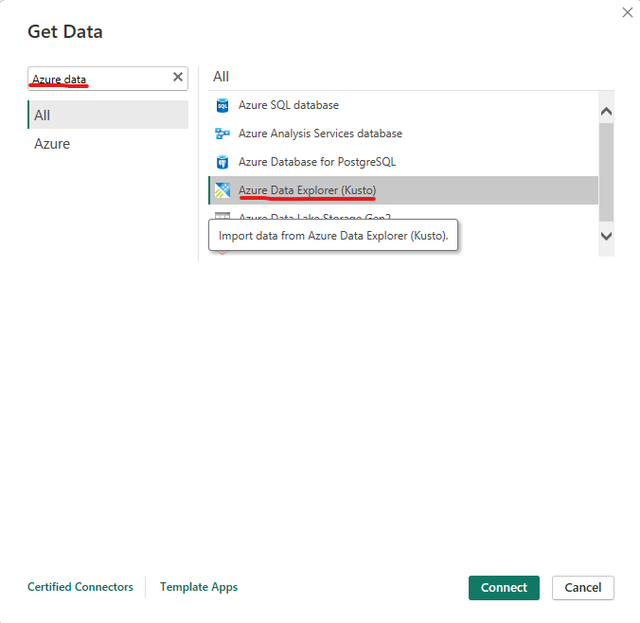 Get Data
Azure data
All
Azure
All
Azure SQL database
Azure Analysis Services database
Azure Database for PostgreSQL
Azure Data Explorer (Kusto)
Azure Data Lake Storage Gen2
Import data from Azure Data Explorer (Kusto).
Certified Connectors
Template Apps
Connect
Cancel